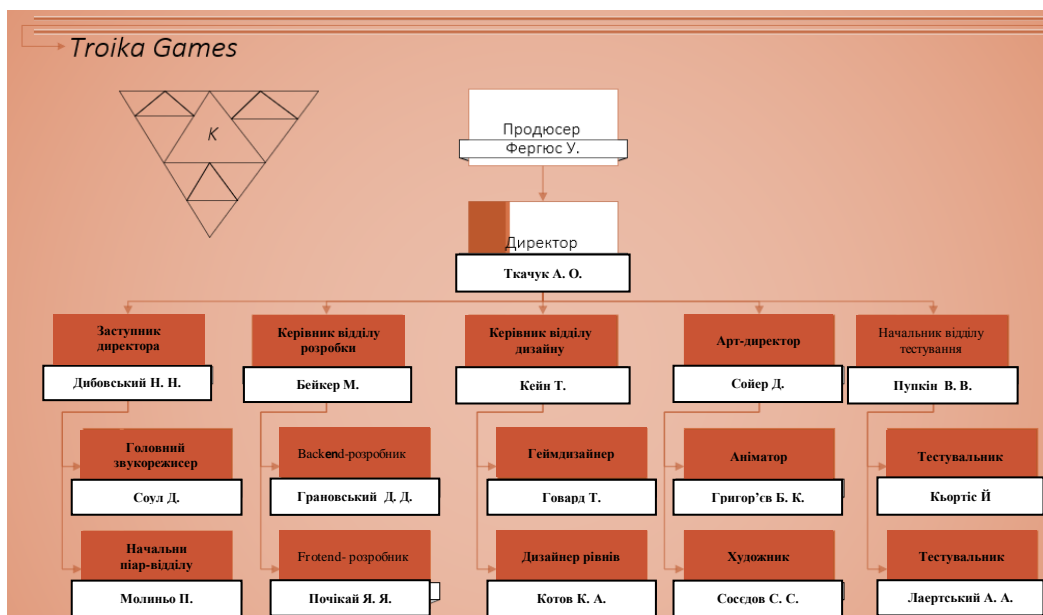 Troika Games
K
Продюсер
Фергюс У.
Директор
Ткачук А. О.
Заступник
директора
Дибовський Н. Н.
Керівник відділу
розробки
Бейкер М.
Керівник відділу
дизайну
Кейн Т.
Арт-директор
Сойер Д.
Начальник відділу
тестування
Пупкін В. В.
Головний
звукорежисер
Соул Д.
Backend-розробник
Грановський Д. Д.
Геймдизайнер
Говард Т.
Аніматор
Григор’єв Б. К.
Тестувальник
Кьортіс Й
Начальни
піар-відділу
Молиньо П.
Frotend- розробник
Почікай Я. Я.
Дизайнер рівнів
Котов К. А.
Художник
Сосєдов С. С.
Тестувальник
Лаертський А. А.